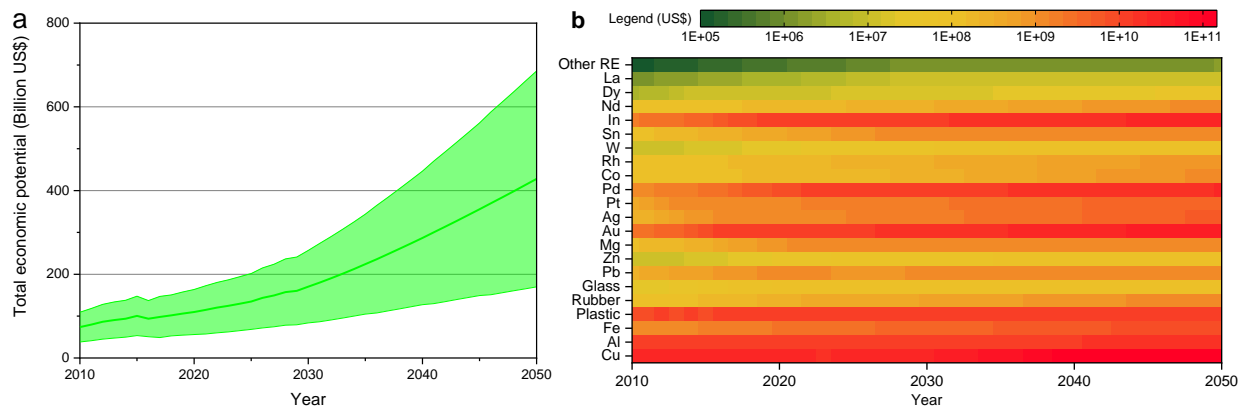 a
Total economic potential (Billion US$)
800
600
400
200
0
2010
2020
2030
2040
2050
Year
b
Legend (US$)
1E+05
1E+06
1E+07
1E+08
1E+09
1E+10
1E+11
Other RE
La
Dy
Nd
In
Sn
W
Rh
Co
Pd
Pt
Ag
Au
Mg
Zn
Pb
Glass
Rubber
Plastic
Fe
Al
Cu
2010
2020
2030
2040
2050
Year